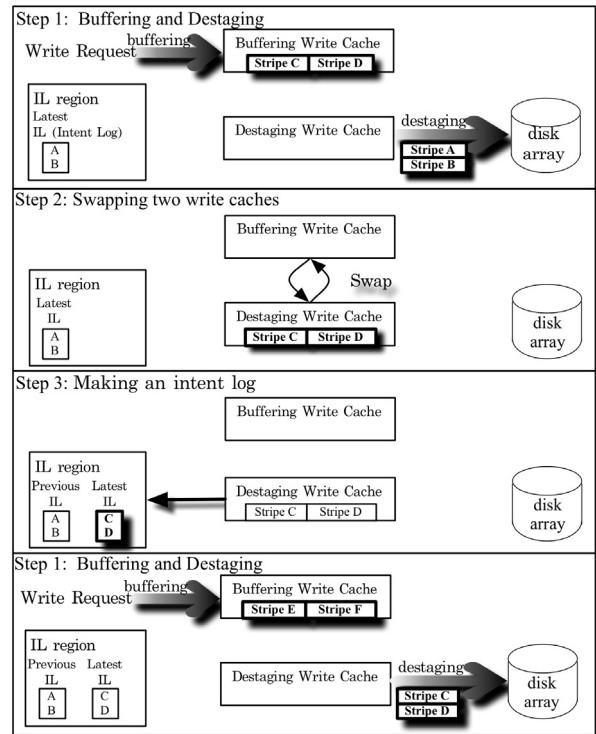 Step 1: Buffering and Destaging
buffering
Write Request
Buffering Write Cache
Stripe C Stripe D
IL region
Latest
IL (Intent Log)
A
B
Destaging Write Cache
destaging
Stripe A
Stripe B
disk
array
Step 2: Swapping two write caches
Buffering Write Cache
Swap
IL region
Latest
IL
A
B
Destaging Write Cache
Stripe C Stripe D
disk
array
Step 3: Making an intent log
Buffering Write Cache
IL region
Previous Latest
IL IL
A C
B D
Destaging Write Cache
Stripe C Stripe D
disk
array
Step 1: Buffering and Destaging
buffering
Write Request
Buffering Write Cache
Stripe E Stripe F
IL region
Previous Latest
IL IL
A C
B D
Destaging Write Cache
destaging
Stripe C
Stripe D
disk
array